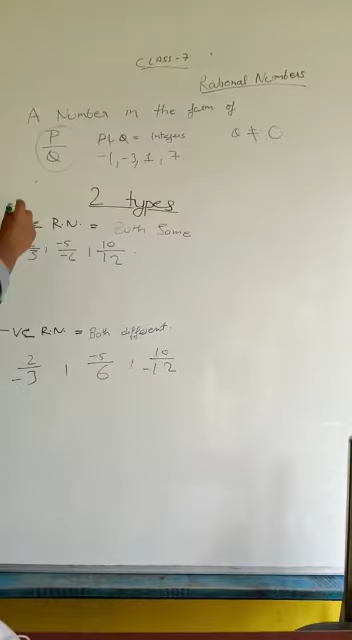 CLASS-7
Rational Numbers
A Number in the form of
P/Q P, Q = Integers Q ≠ 0
-1, -3, 1, 7
2 types
R.N. = Both Same
, -5/-6 , 10/12 .
-ve R.N. = Both different.
2/-3 , -5/6 , 10/-12